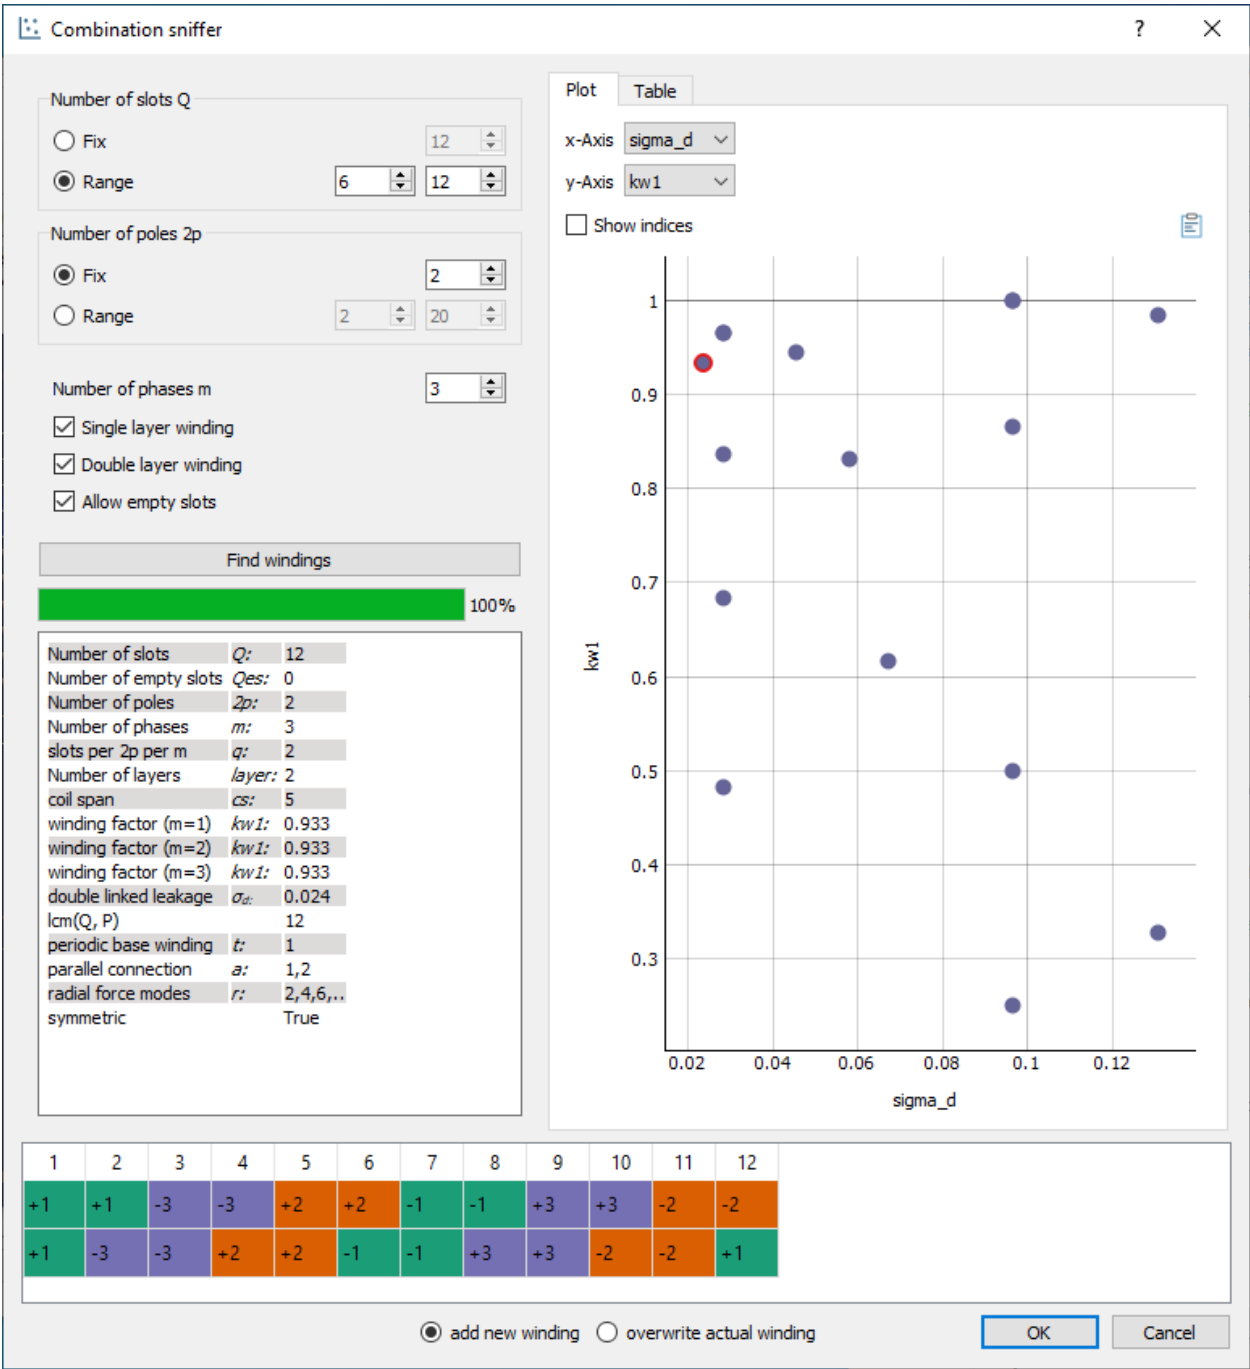 Combination sniffer ?
Number of slots Q
Fix 12
Range 6 12
Number of poles 2p
Fix 2
Range 2 20
Number of phases m 3
Single layer winding
Double layer winding
Allow empty slots
Find windings
100%
Number of slots Q: 12
Number of empty slots Qes: 0
Number of poles 2p: 2
Number of phases m: 3
slots per 2p per m q: 2
Number of layers layer: 2
coil span cs: 5
winding factor (m=1) kw1: 0.933
winding factor (m=2) kw1: 0.933
winding factor (m=3) kw1: 0.933
double linked leakage σd: 0.024
lcm(Q, P) 12
periodic base winding t: 1
parallel connection a: 1,2
radial force modes r: 2,4,6,..
symmetric True
Plot Table
x-Axis sigma_d
y-Axis kw1
Show indices
1
0.9
0.8
0.7
0.6
0.5
0.4
0.3
kw1
0.02 0.04 0.06 0.08 0.1 0.12
sigma_d
1 2 3 4 5 6 7 8 9 10 11 12
+1 +1 -3 -3 +2 +2 -1 -1 +3 +3 -2 -2
+1 -3 -3 +2 +2 -1 -1 +3 +3 -2 -2 +1
add new winding overwrite actual winding OK Cancel